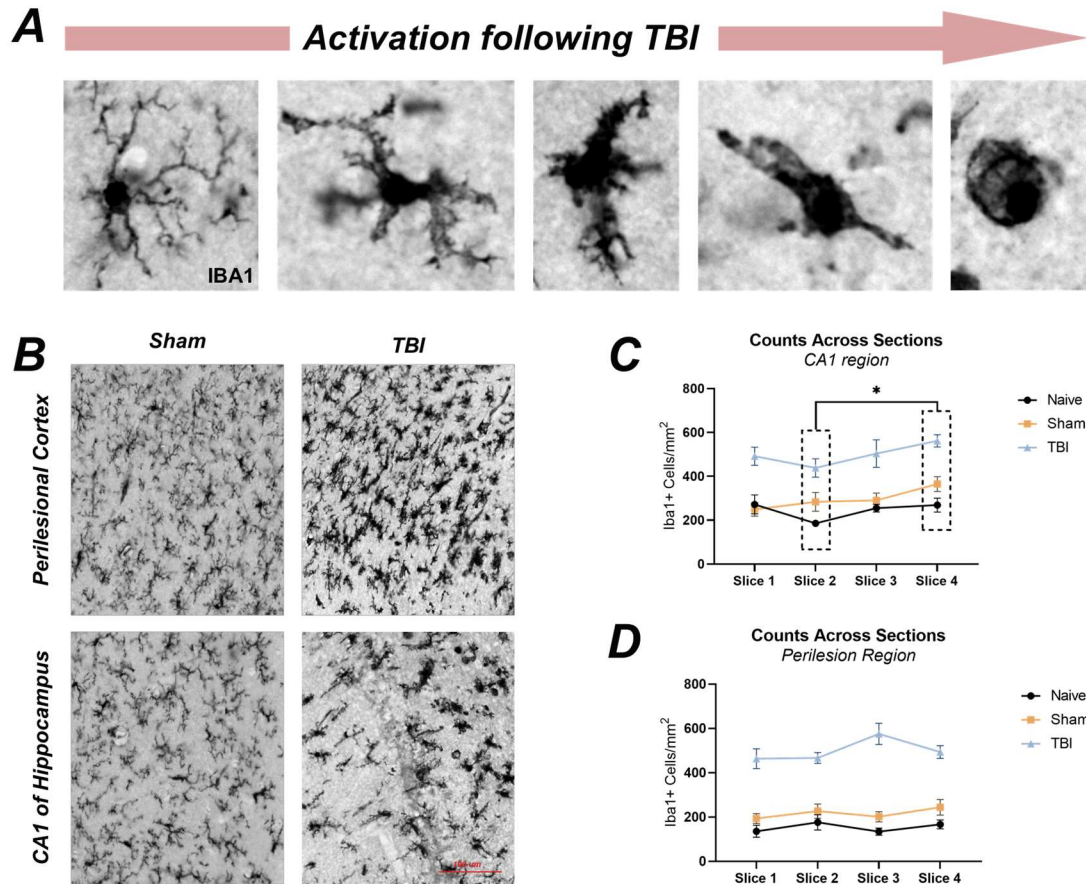 A
Activation following TBI
IBA1
B
Sham
TBI
Perilesional Cortex
CA1 of Hippocampus
C
Counts Across Sections
CA1 region
Iba1+ Cells/mm²
800
600
400
200
0
*
Slice 1
Slice 2
Slice 3
Slice 4
Naive
Sham
TBI
D
Counts Across Sections
Perilesion Region
Iba1+ Cells/mm²
800
600
400
200
0
Slice 1
Slice 2
Slice 3
Slice 4
Naive
Sham
TBI